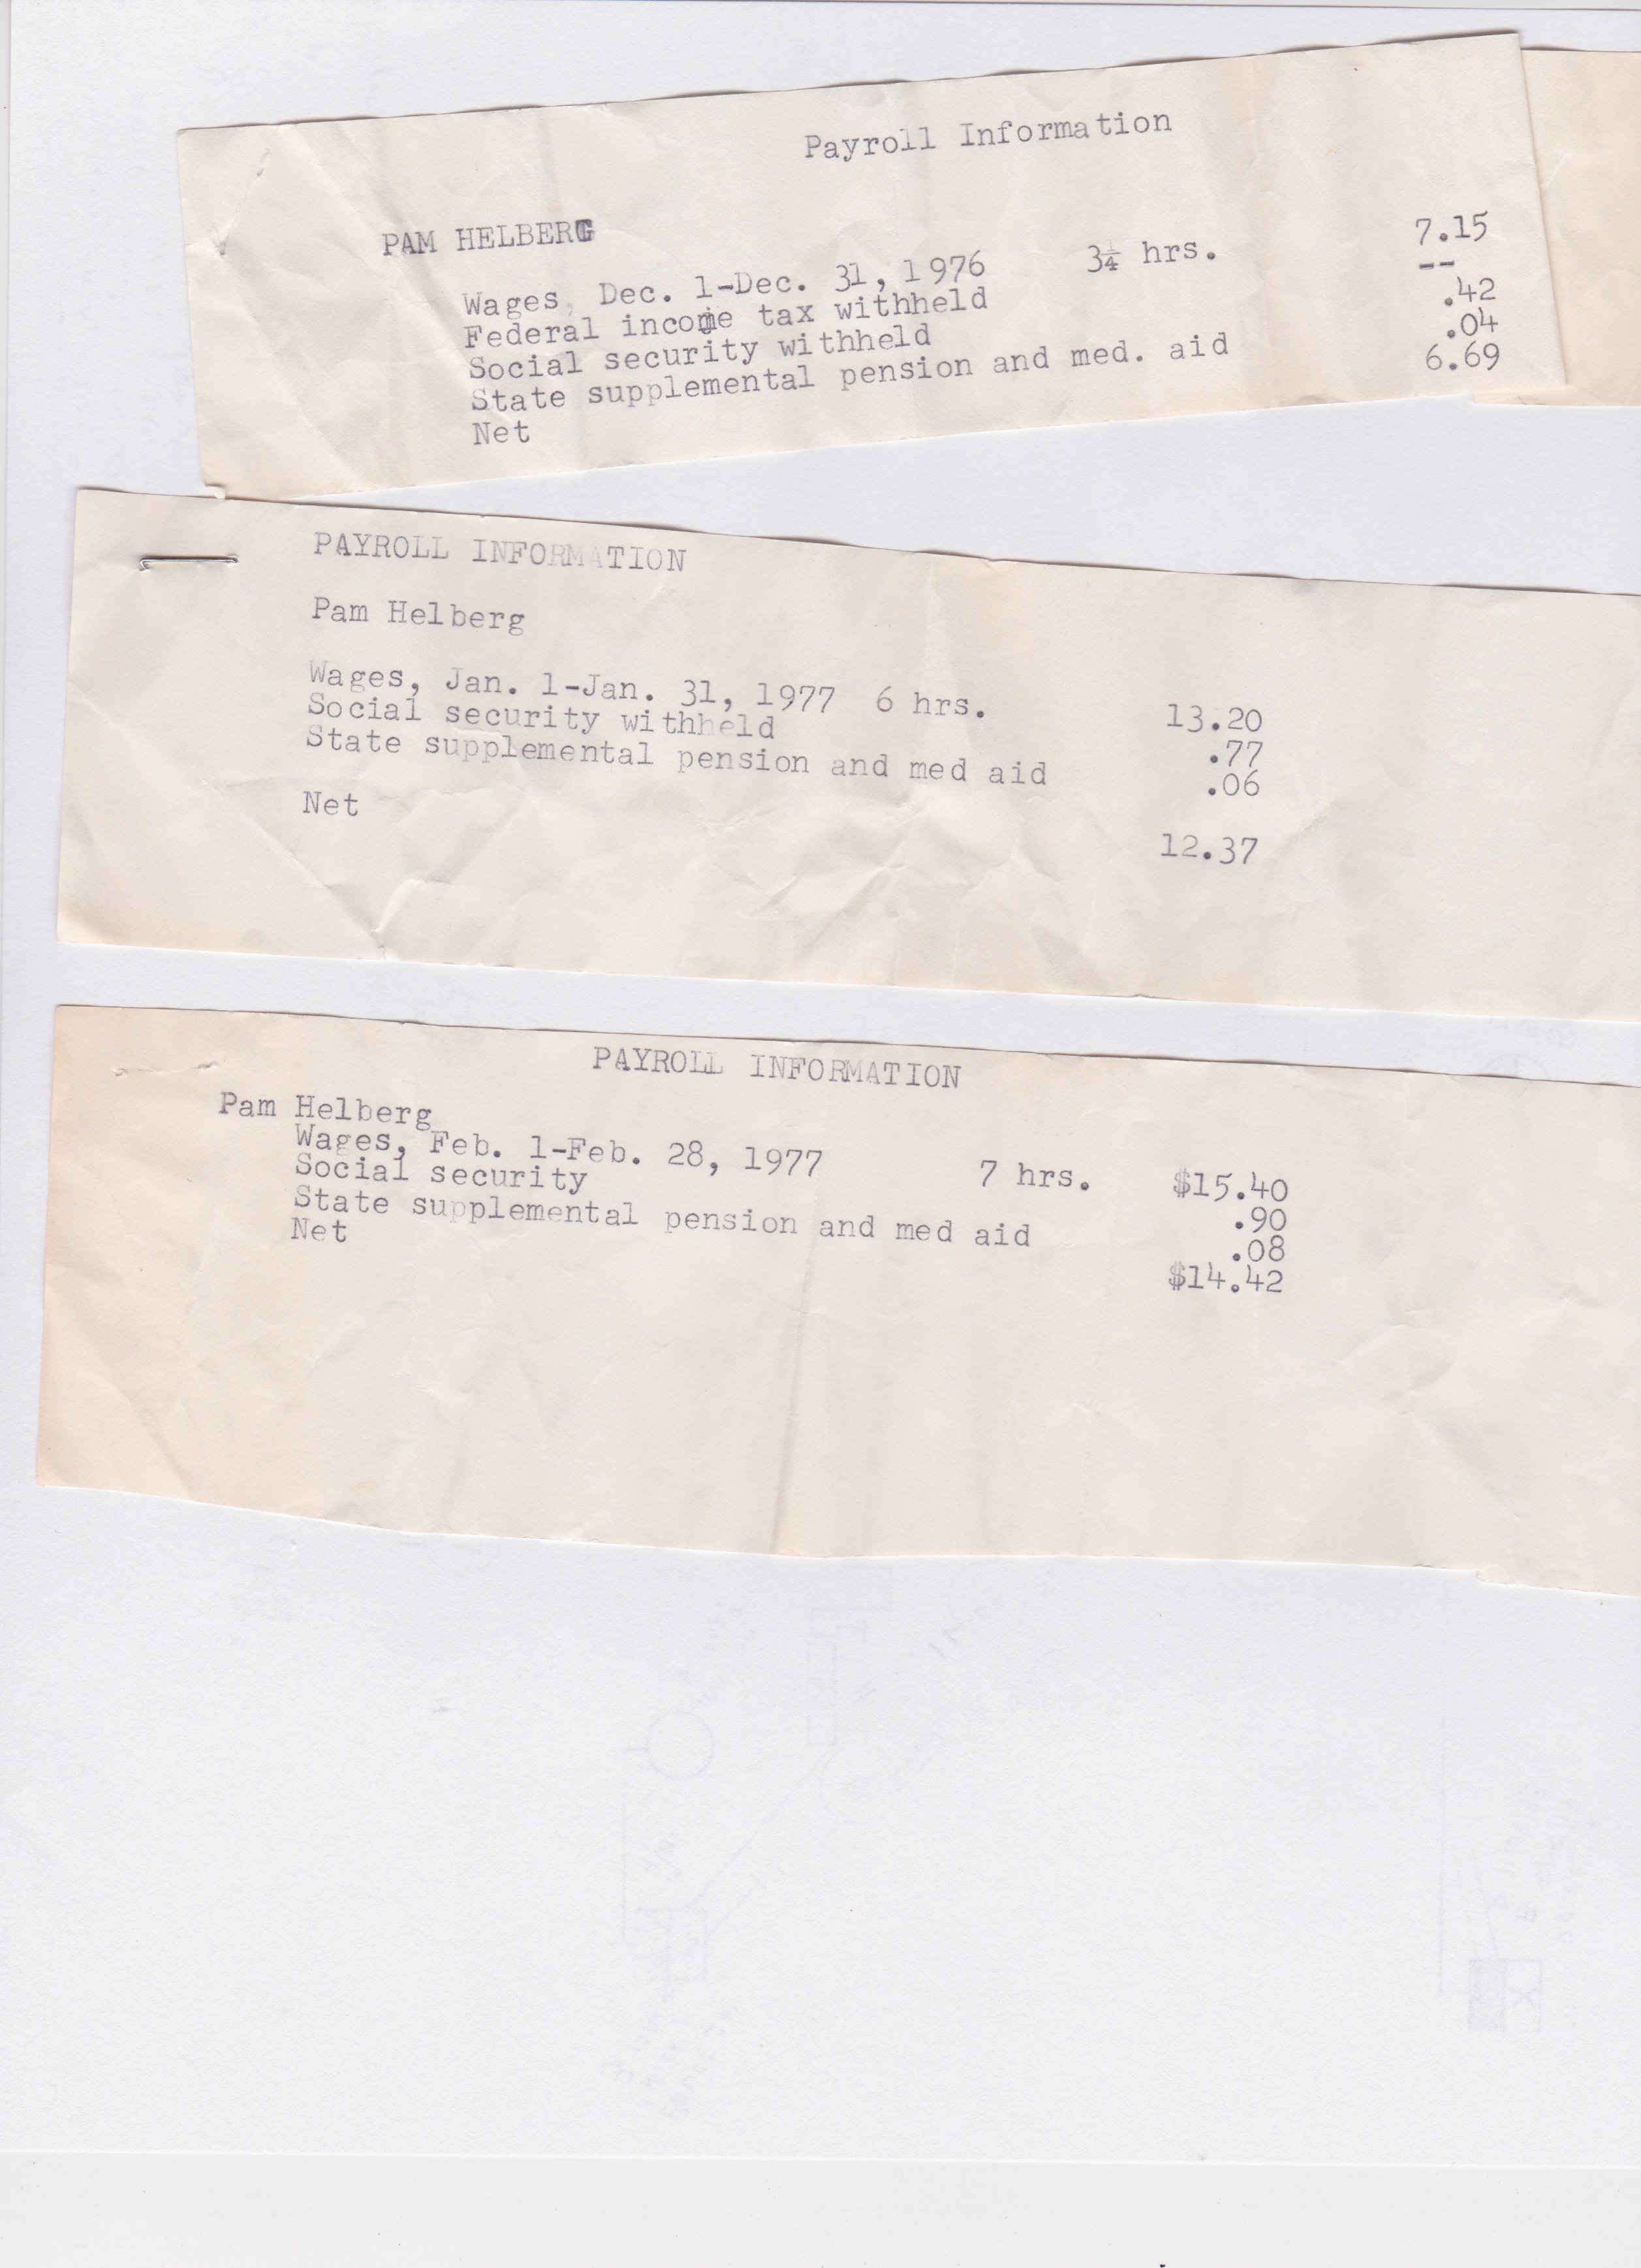 Payroll Information
PAM HELBERG
Wages, Dec. 1-Dec. 31, 1976 3¼ hrs. 7.15
Federal income tax withheld --
Social security withheld .42
State supplemental pension and med. aid .04
Net 6.69
PAYROLL INFORMATION
Pam Helberg
Wages, Jan. 1-Jan. 31, 1977 6 hrs. 13.20
Social security withheld .77
State supplemental pension and med aid .06
Net 12.37
PAYROLL INFORMATION
Pam Helberg
Wages, Feb. 1-Feb. 28, 1977 7 hrs. $15.40
Social security .90
State supplemental pension and med aid .08
Net $14.42